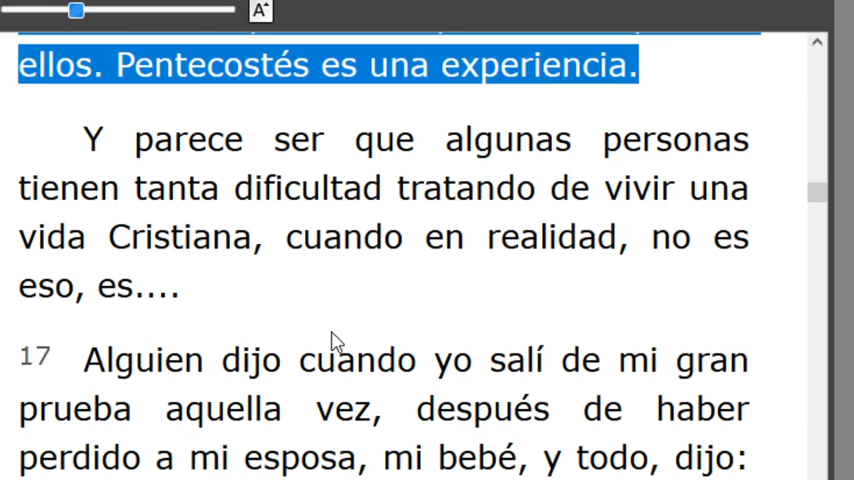 A
ellos. Pentecostés es una experiencia.
Y parece ser que algunas personas
tienen tanta dificultad tratando de vivir una
vida Cristiana, cuando en realidad, no es
eso, es....
17 Alguien dijo cuando yo salí de mi gran
prueba aquella vez, después de haber
perdido a mi esposa, mi bebé, y todo, dijo: